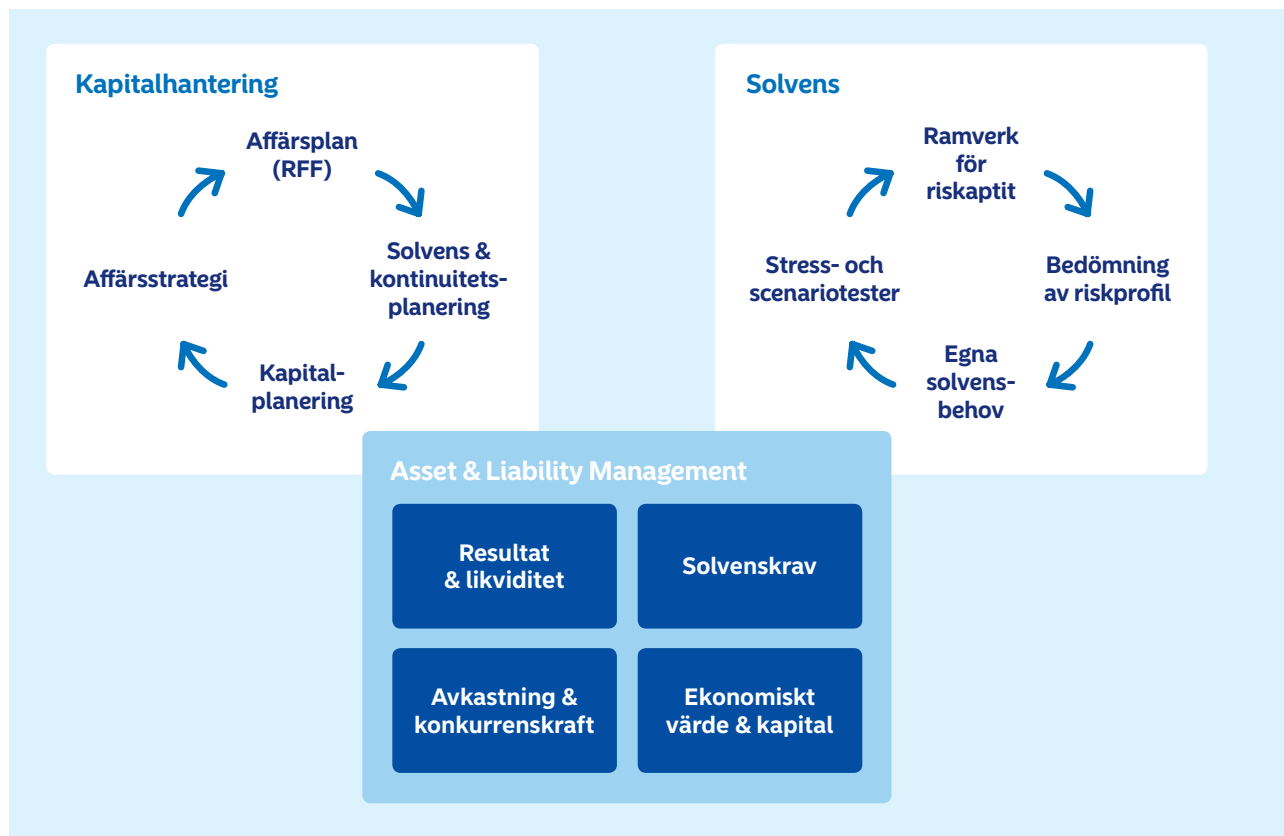 Kapitalhantering
Affärsplan
(RFF)
Solvens &
kontinuitets-
planering
Kapital-
planering
Affärsstrategi
Solvens
Ramverk
för
riskaptit
Bedömning
av riskprofil
Egna
solvens-
behov
Stress- och
scenariotester
Asset & Liability Management
Resultat
& likviditet
Solvenskrav
Avkastning &
konkurrenskraft
Ekonomiskt
värde & kapital